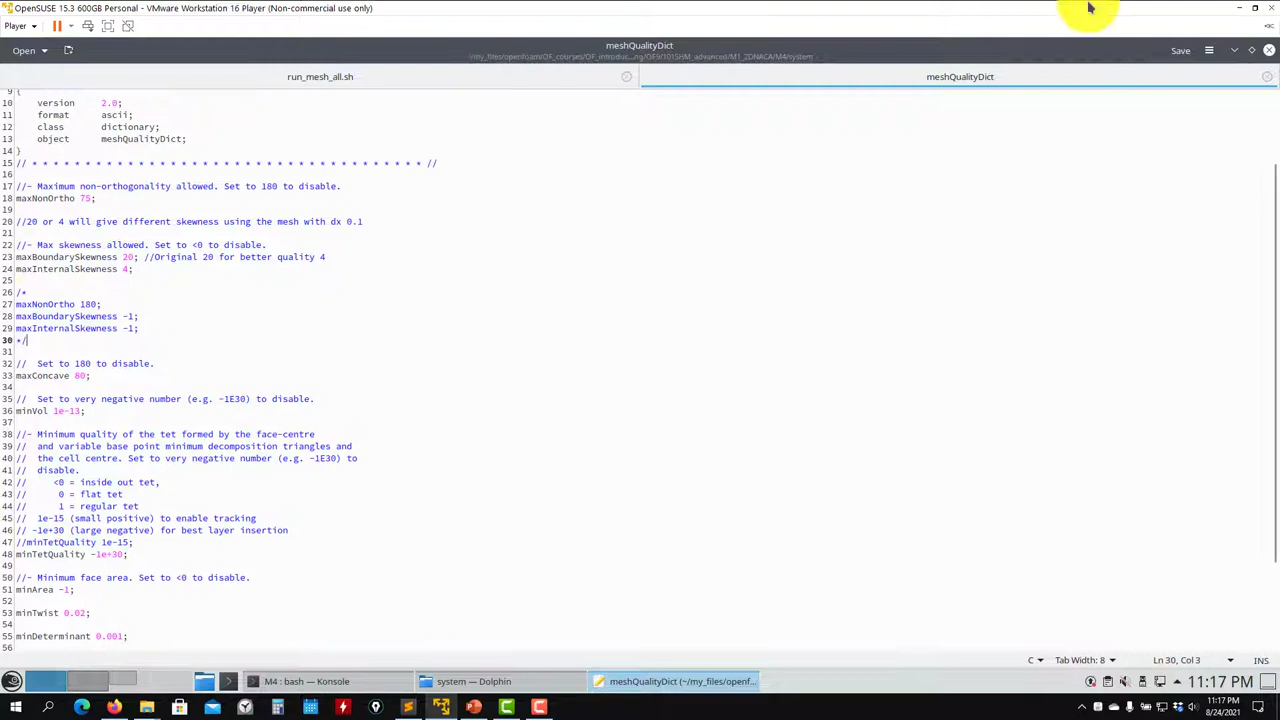 OpenSUSE 15.3 600GB Personal - VMware Workstation 16 Player (Non-commercial use only)
Player
Open
meshQualityDict
Save
run_mesh_all.sh
meshQualityDict
9 {
10 version 2.0;
11 format ascii;
12 class dictionary;
13 object meshQualityDict;
14 }
15 // * * * * * * * * * * * * * * * * * * * * * * * * * * * * * * * * * * * * * //
16
17 //- Maximum non-orthogonality allowed. Set to 180 to disable.
18 maxNonOrtho 75;
19
20 //20 or 4 will give different skewness using the mesh with dx 0.1
21
22 //- Max skewness allowed. Set to <0 to disable.
23 maxBoundarySkewness 20; //Original 20 for better quality 4
24 maxInternalSkewness 4;
25
26 /*
27 maxNonOrtho 180;
28 maxBoundarySkewness -1;
29 maxInternalSkewness -1;
30 */
31
32 // Set to 180 to disable.
33 maxConcave 80;
34
35 // Set to very negative number (e.g. -1E30) to disable.
36 minVol 1e-13;
37
38 //- Minimum quality of the tet formed by the face-centre
39 // and variable base point minimum decomposition triangles and
40 // the cell centre. Set to very negative number (e.g. -1E30) to
41 // disable.
42 // <0 = inside out tet,
43 // 0 = flat tet
44 // 1 = regular tet
45 // 1e-15 (small positive) to enable tracking
46 // -1e+30 (large negative) for best layer insertion
47 //minTetQuality 1e-15;
48 minTetQuality -1e+30;
49
50 //- Minimum face area. Set to <0 to disable.
51 minArea -1;
52
53 minTwist 0.02;
54
55 minDeterminant 0.001;
56
C Tab Width: 8 Ln 30, Col 3 INS
M4 : bash — Konsole
system — Dolphin
meshQualityDict (~/my_files/openf...
11:17 PM
11:17 PM
8/24/2021